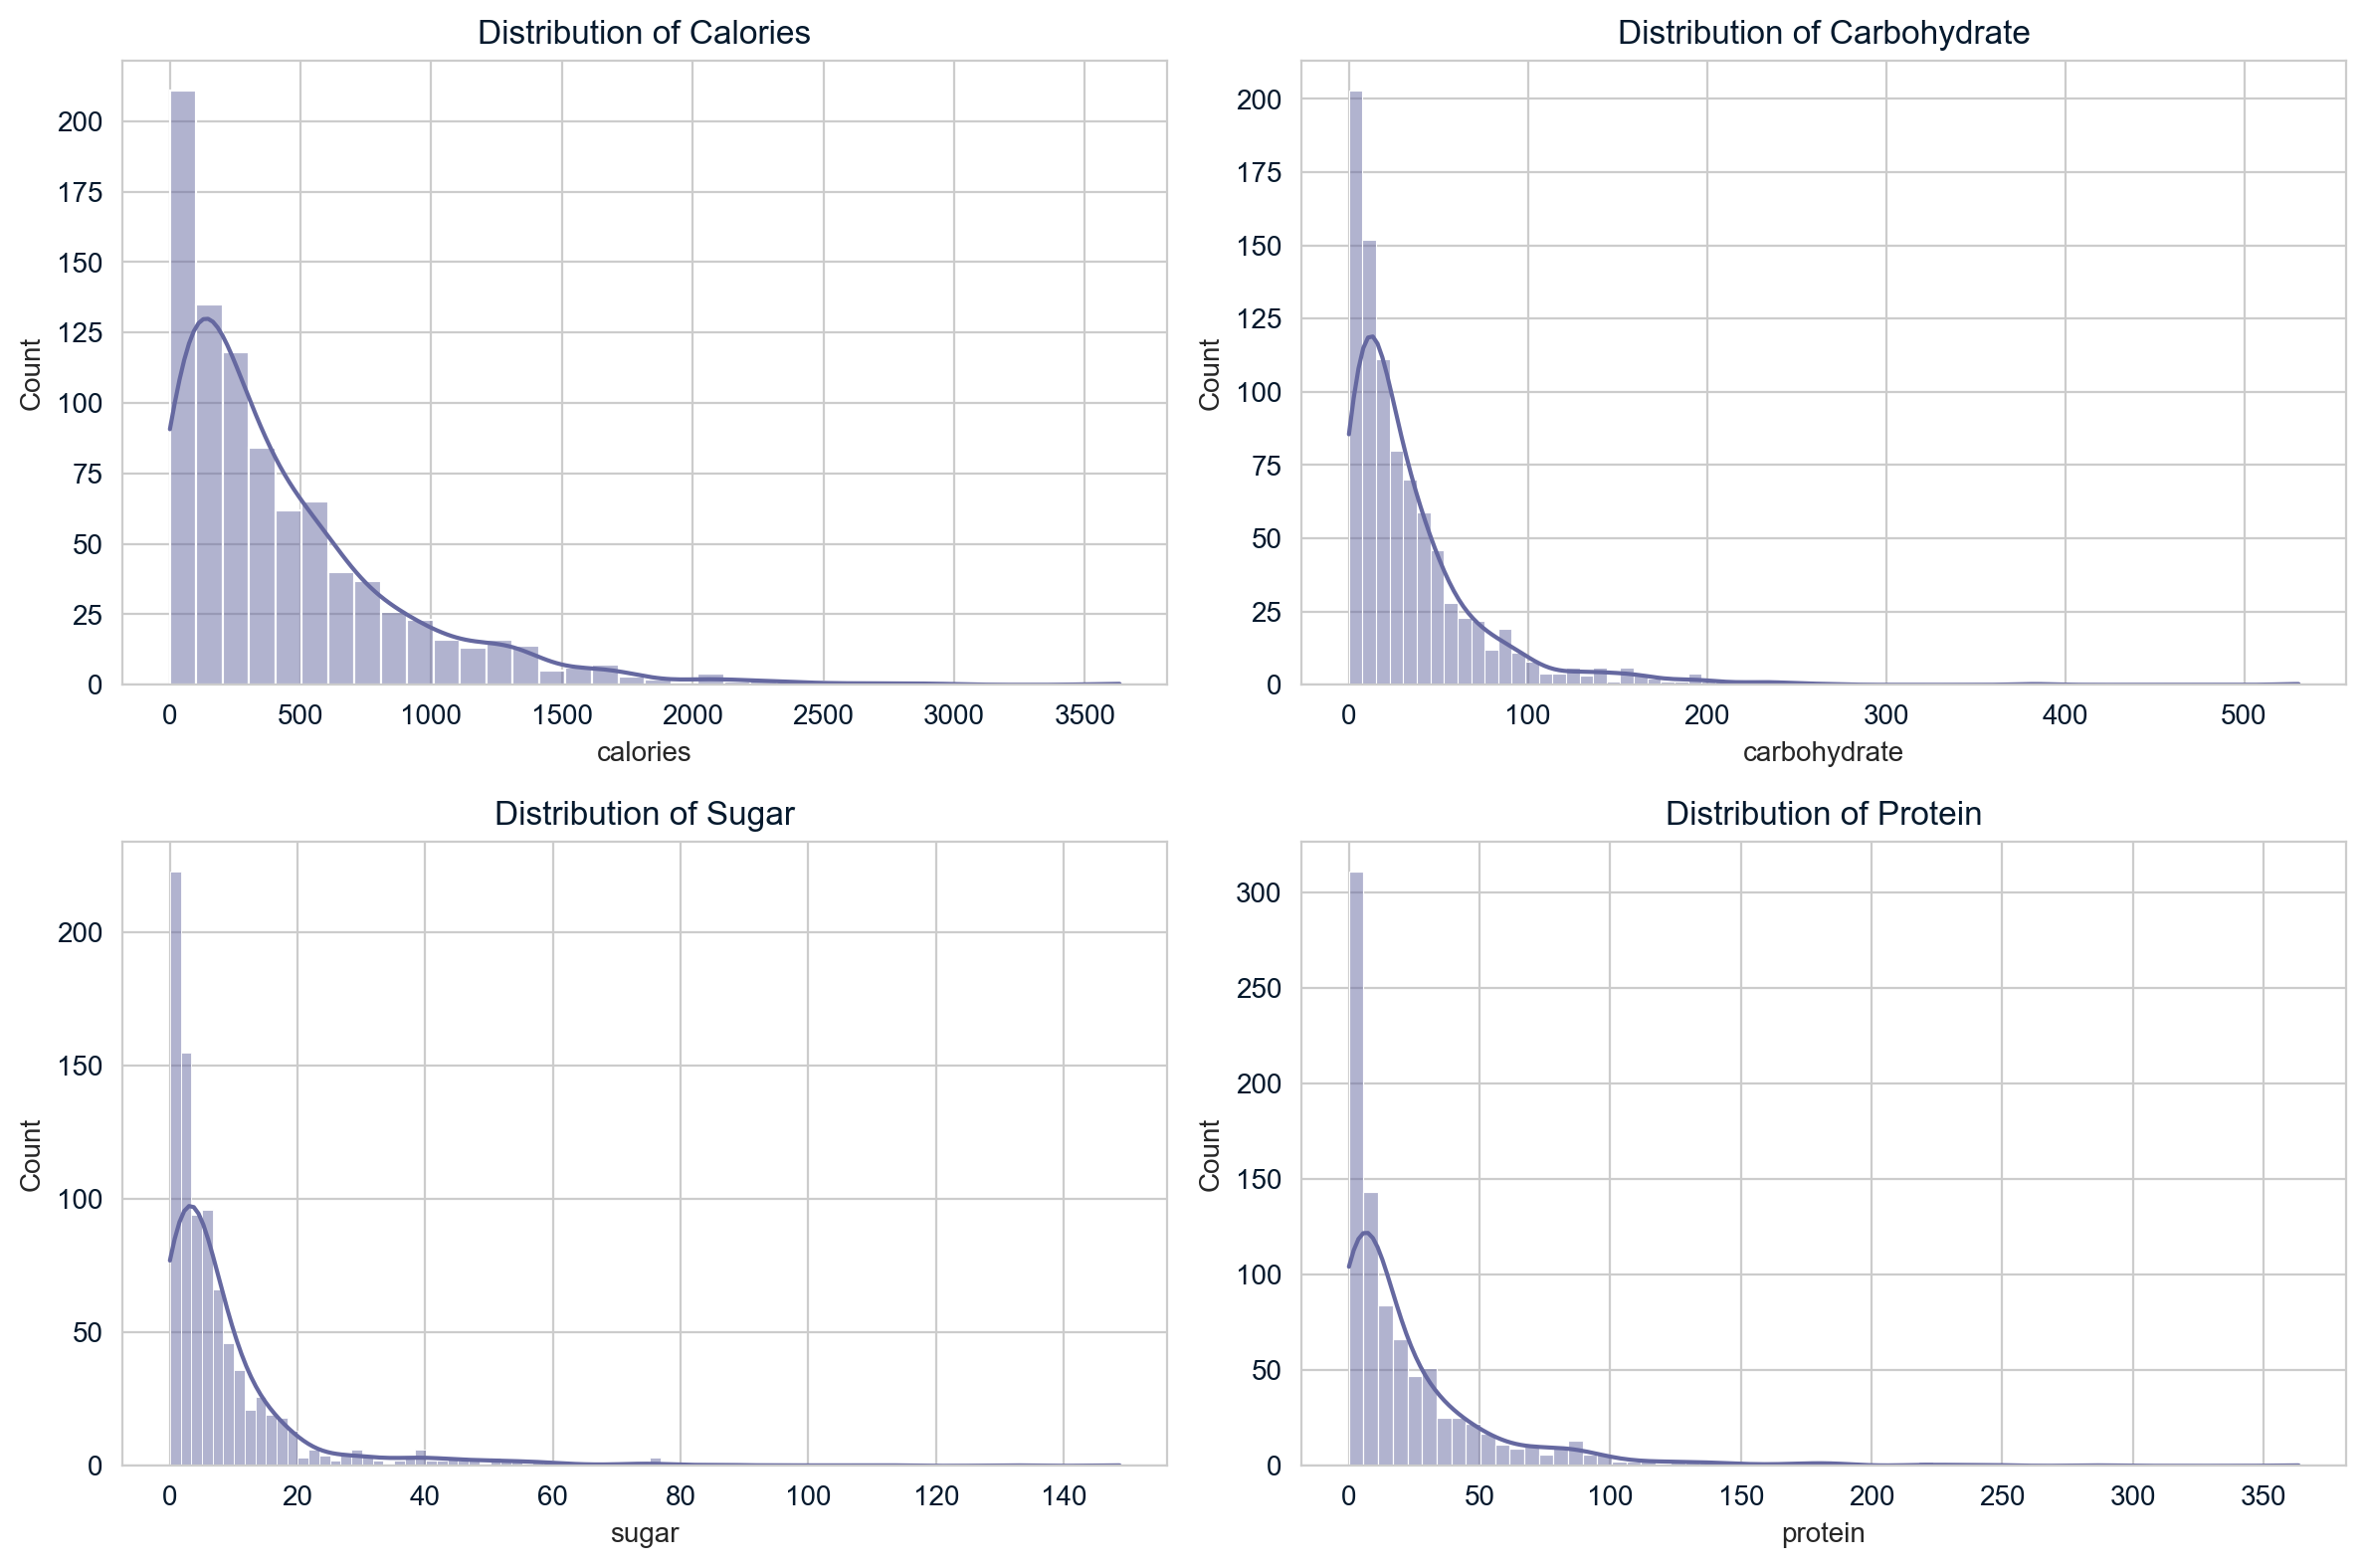 Distribution of Calories
200
175
150
125
100
75
50
25
0
Count
0 500 1000 1500 2000 2500 3000 3500
calories
Distribution of Carbohydrate
200
175
150
125
100
75
50
25
0
Count
0 100 200 300 400 500
carbohydrate
Distribution of Sugar
200
150
100
50
0
Count
0 20 40 60 80 100 120 140
sugar
Distribution of Protein
300
250
200
150
100
50
0
Count
0 50 100 150 200 250 300 350
protein